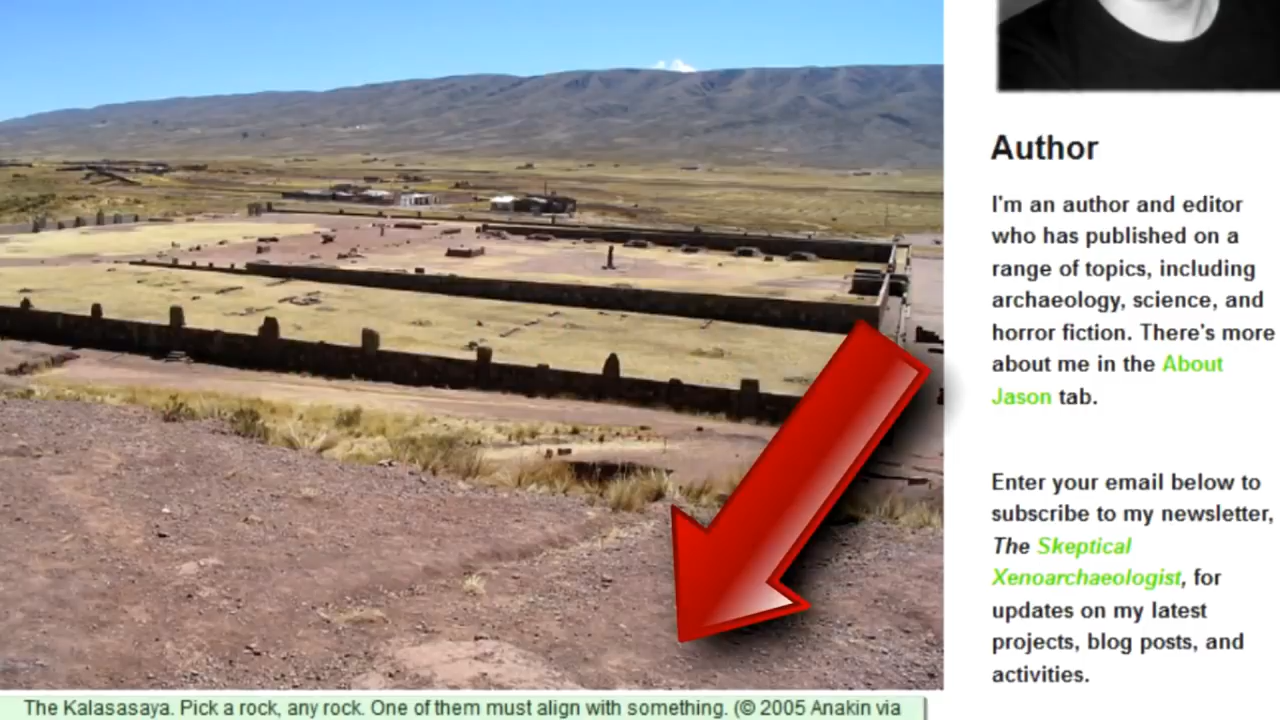 Author
I'm an author and editor
who has published on a
range of topics, including
archaeology, science, and
horror fiction. There's more
about me in the About
Jason tab.
Enter your email below to
subscribe to my newsletter,
The Skeptical
Xenoarchaeologist, for
updates on my latest
projects, blog posts, and
activities.
The Kalasasaya. Pick a rock, any rock. One of them must align with something. (© 2005 Anakin via